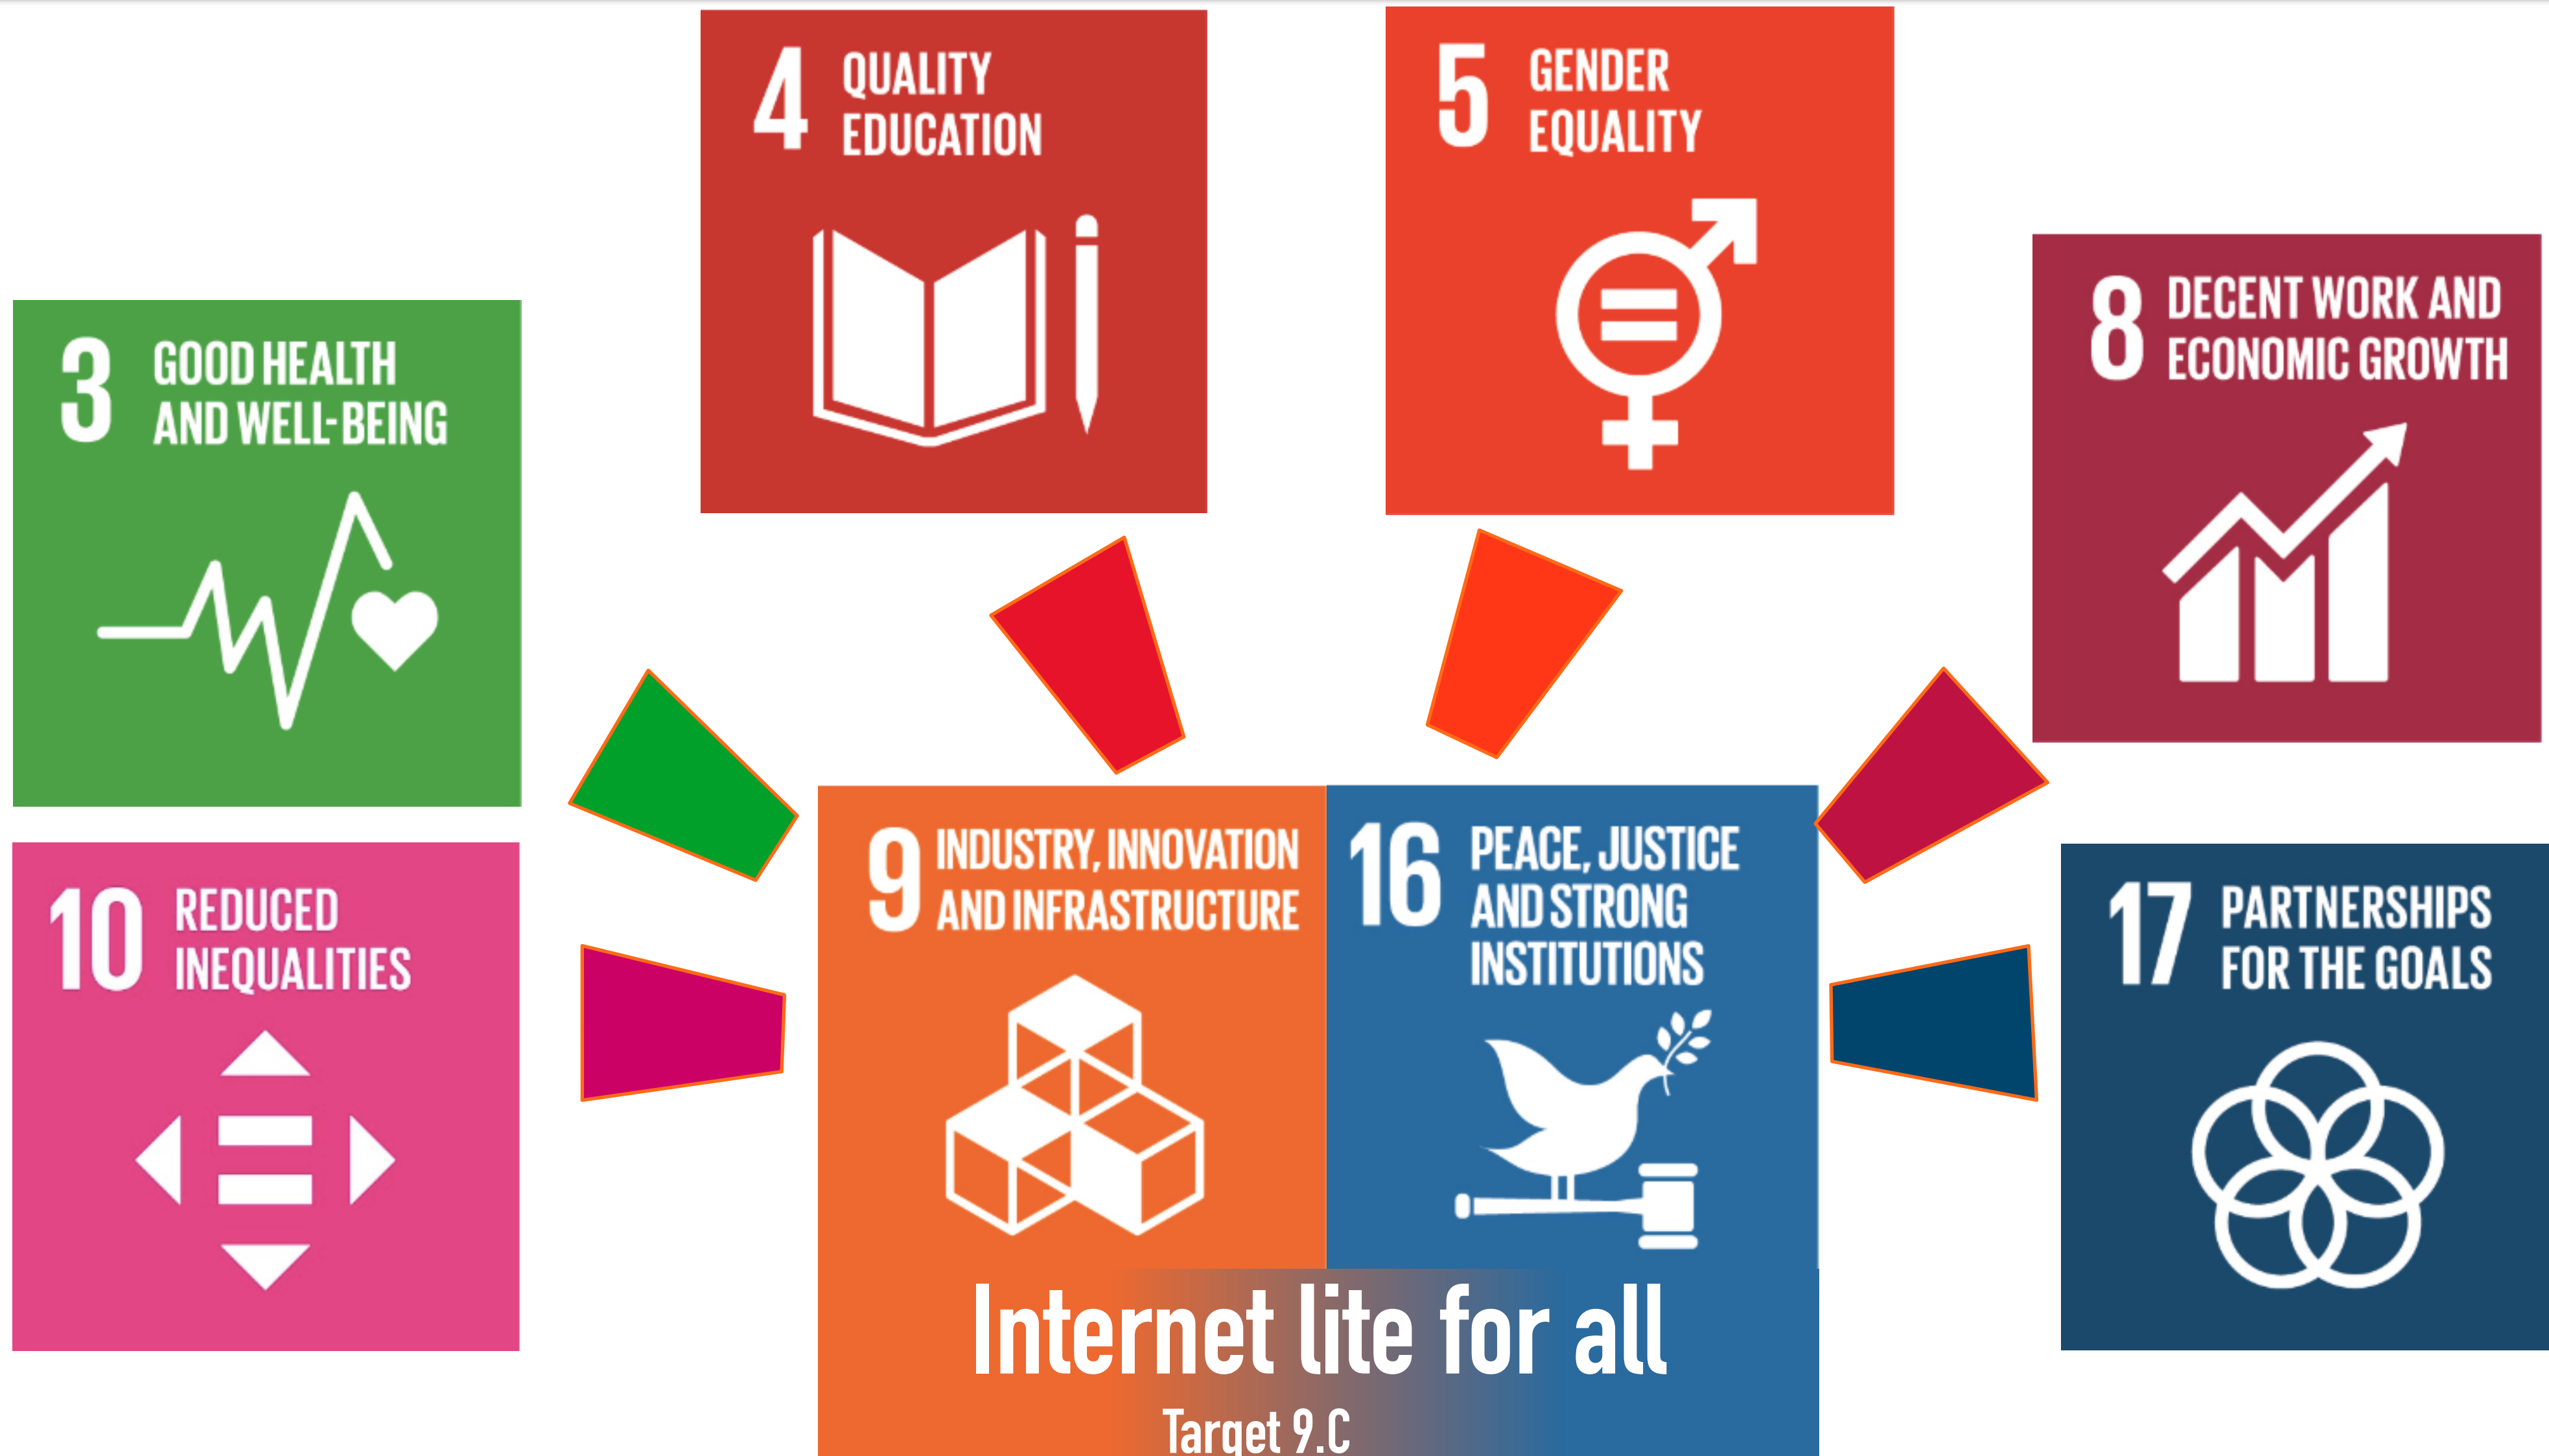 4 QUALITY
EDUCATION
5 GENDER
EQUALITY
3 GOOD HEALTH
AND WELL-BEING
8 DECENT WORK AND
ECONOMIC GROWTH
10 REDUCED
INEQUALITIES
9 INDUSTRY, INNOVATION
AND INFRASTRUCTURE
16 PEACE, JUSTICE
AND STRONG
INSTITUTIONS
17 PARTNERSHIPS
FOR THE GOALS
Internet lite for all
Target 9.C